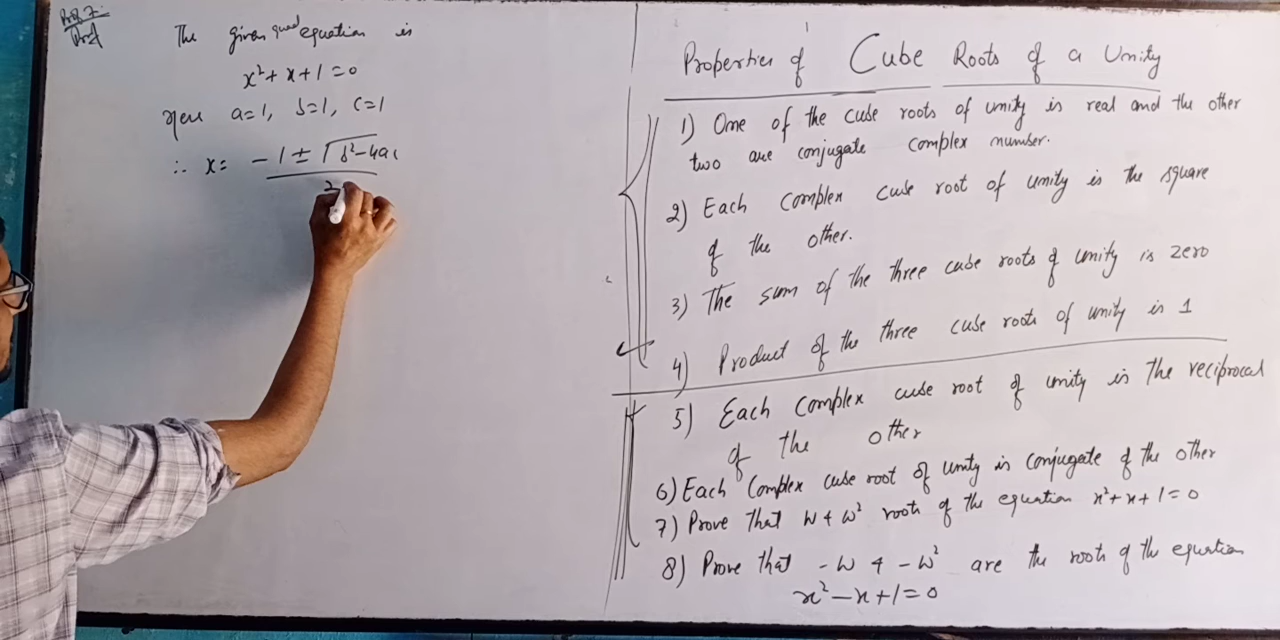 Prof 7:
Proof
The given quad equation is
x² + x + 1 = 0
Here a = 1, b = 1, c = 1
∴ x = - 1 ± √b² - 4ac
2
Properties of Cube Roots of a Unity
1) One of the cube roots of unity is real and the other
two are conjugate complex number.
2) Each complex cube root of unity is the square
of the other.
3) The sum of the three cube roots of unity is zero
4) Product of the three cube roots of unity is 1
5) Each complex cube root of unity is the reciprocal
of the other
6) Each complex cube root of unity is conjugate of the other
7) Prove that ω & ω² roots of the equation x² + x + 1 = 0
8) Prove that - ω & - ω² are the roots of the equation
x² - x + 1 = 0